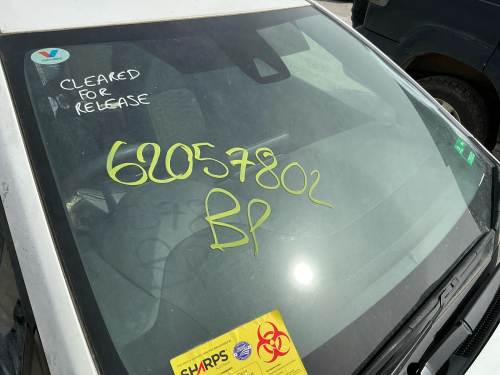 CLEARED
FOR
RELEASE
62057802
BP
SHARPS